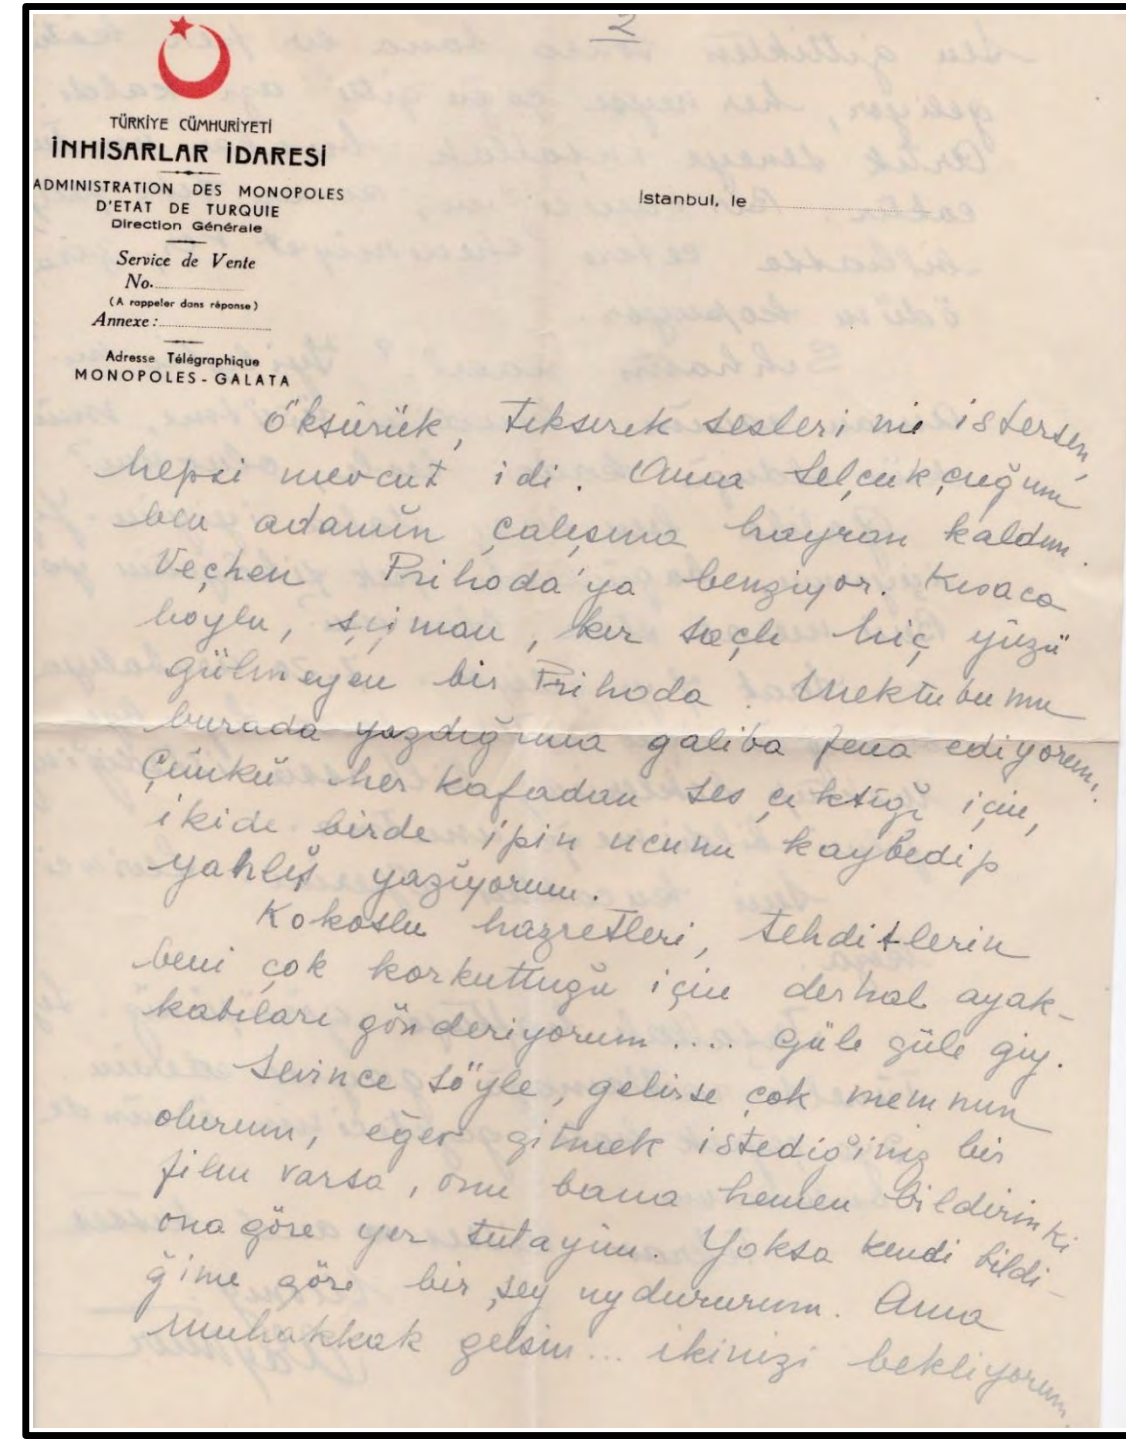 2
TÜRKİYE CÜMHURİYETİ
İNHİSARLAR İDARESİ
ADMINISTRATION DES MONOPOLES
D'ETAT DE TURQUIE
Direction Générale
Service de Vente
No.
(A rappeler dans réponse)
Annexe:
Adresse Télégraphique
MONOPOLES - GALATA
İstanbul, le
Öksürük, tıksırık sesleri mi istersen,
hepsi mevcut idi. Ama Selçukçuğum
ben adamın çalışına hayran kaldım.
Veçhen Prihoda'ya benziyor. Kısaca
boylu, şişman, kır saçlı hiç yüzü
gülmeyen bir Prihoda. Mektubumu
burada yazdığıma galiba fena ediyorum.
Çünkü her kafadan ses çıktığı için,
ikide birde ipin ucunu kaybedip
yanlış yazıyorum.
Kokoslu hazretleri, tehditlerin
beni çok korkuttuğu için derhal ayak-
kabıları gönderiyorum .... Güle güle giy.
Sevince söyle, gelirse çok memnun
olurum, eğer gitmek istediğiniz bir
film varsa, onu bana hemen bildirin ki
ona göre yer tutayım. Yoksa kendi bildi-
ğime göre bir şey uydururum. Ama
muhakkak gelsin... ikinizi bekliyorum.